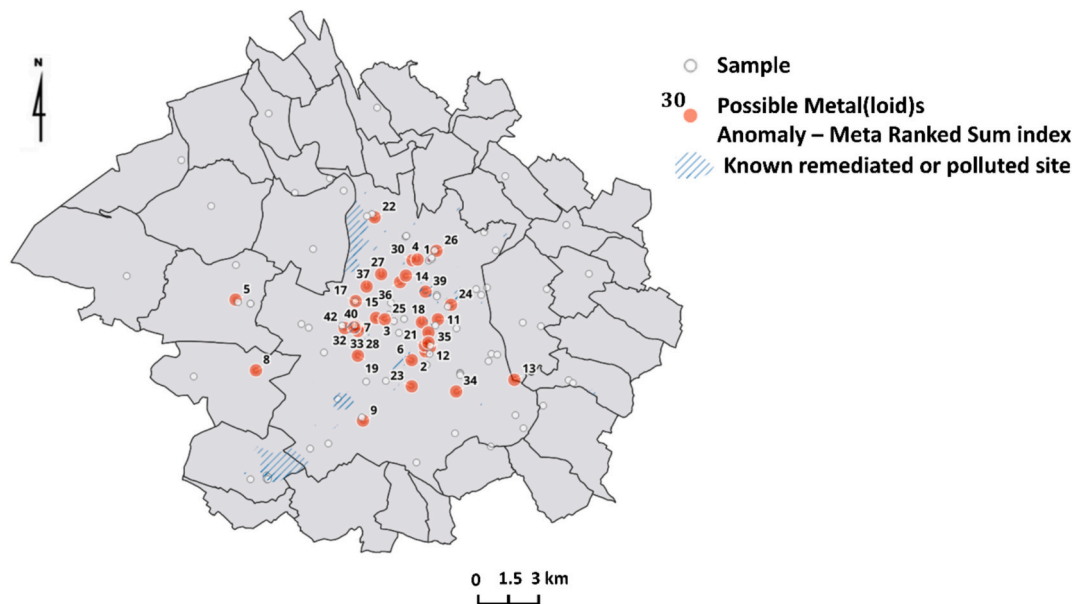 N
Sample
30
Possible Metal(loid)s
Anomaly – Meta Ranked Sum index
Known remediated or polluted site
22
30 4 1 26
27
37 14
5 17 36 39
15 25 24
42 40 18 11
7 3 21
32 33 28 35
6 12
8 19 2
23 34 13
9
0 1.5 3 km